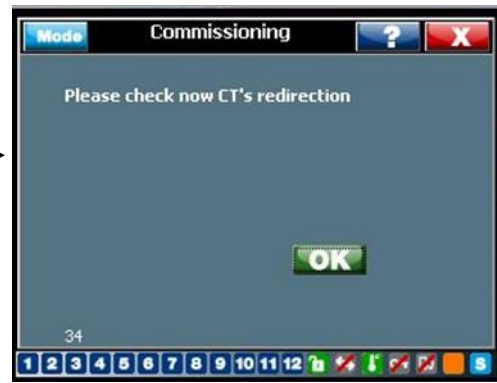 Mode Commissioning ? X
Please check now CT's redirection
OK
34
1 2 3 4 5 6 7 8 9 10 11 12 S